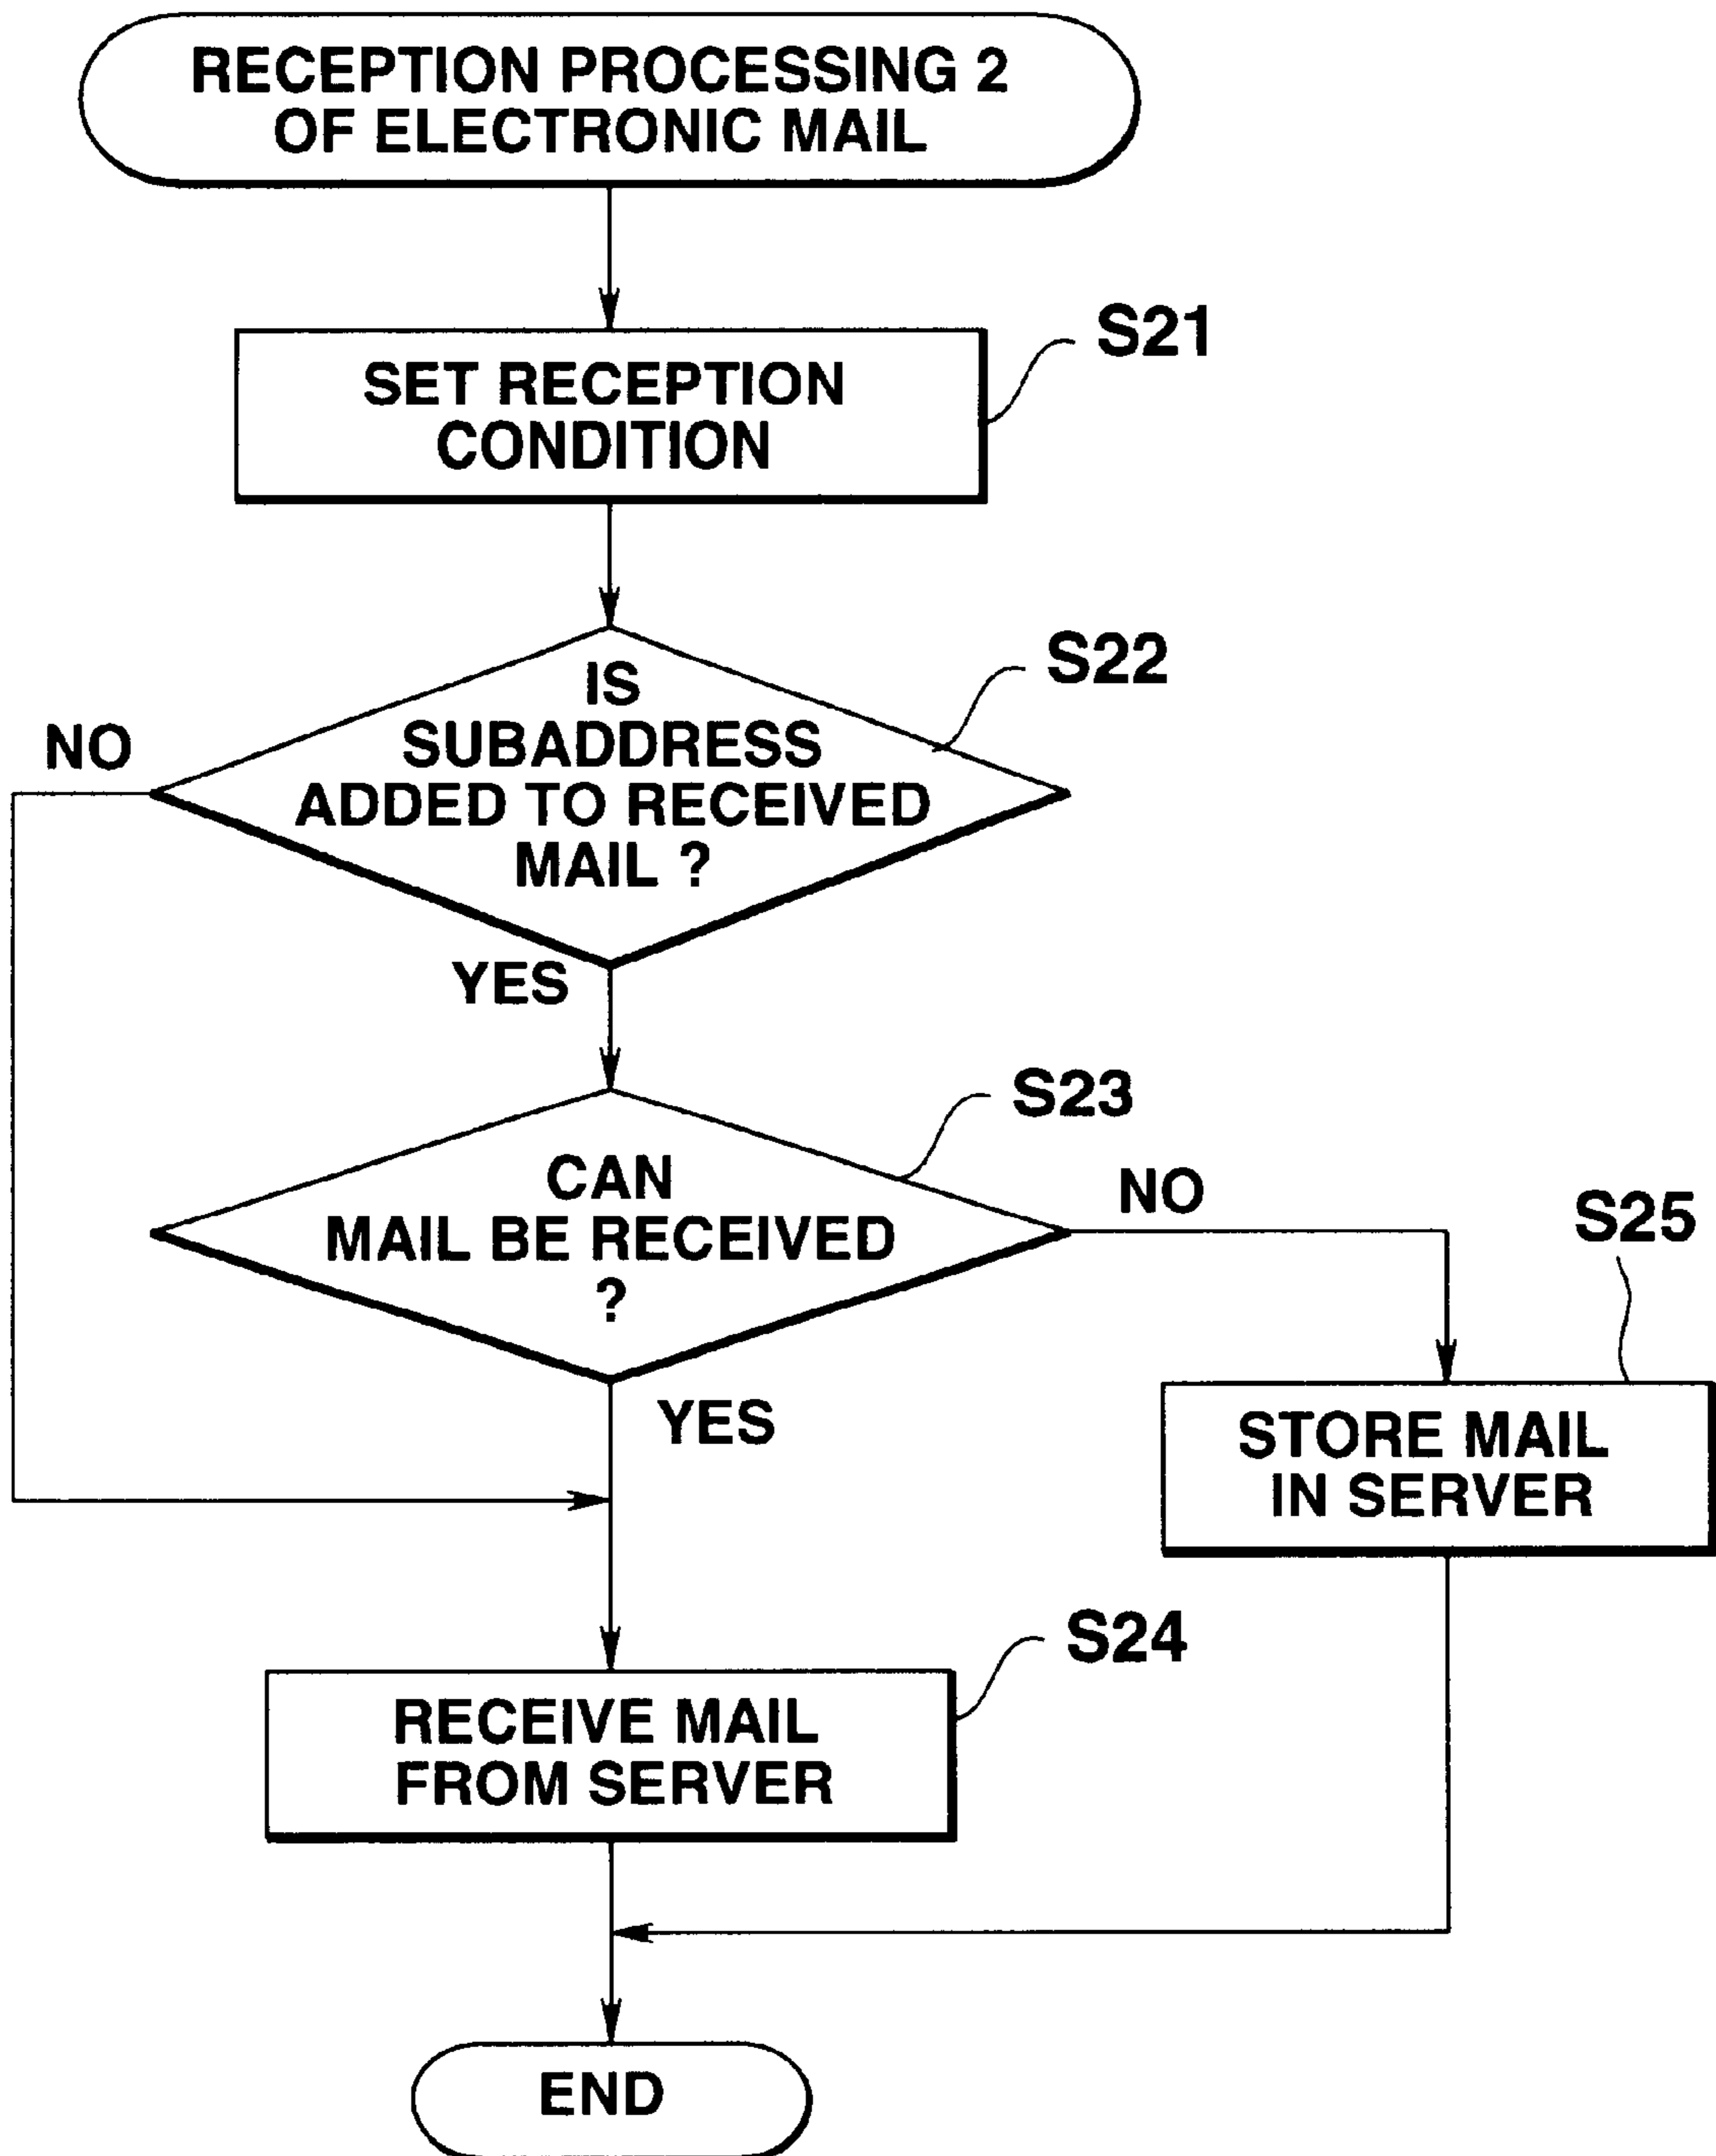 RECEPTION PROCESSING 2
OF ELECTRONIC MAIL
S21
SET RECEPTION
CONDITION
S22
IS
SUBADDRESS
ADDED TO RECEIVED
MAIL ?
NO
YES
S23
CAN
MAIL BE RECEIVED
?
NO
YES
S25
STORE MAIL
IN SERVER
S24
RECEIVE MAIL
FROM SERVER
END